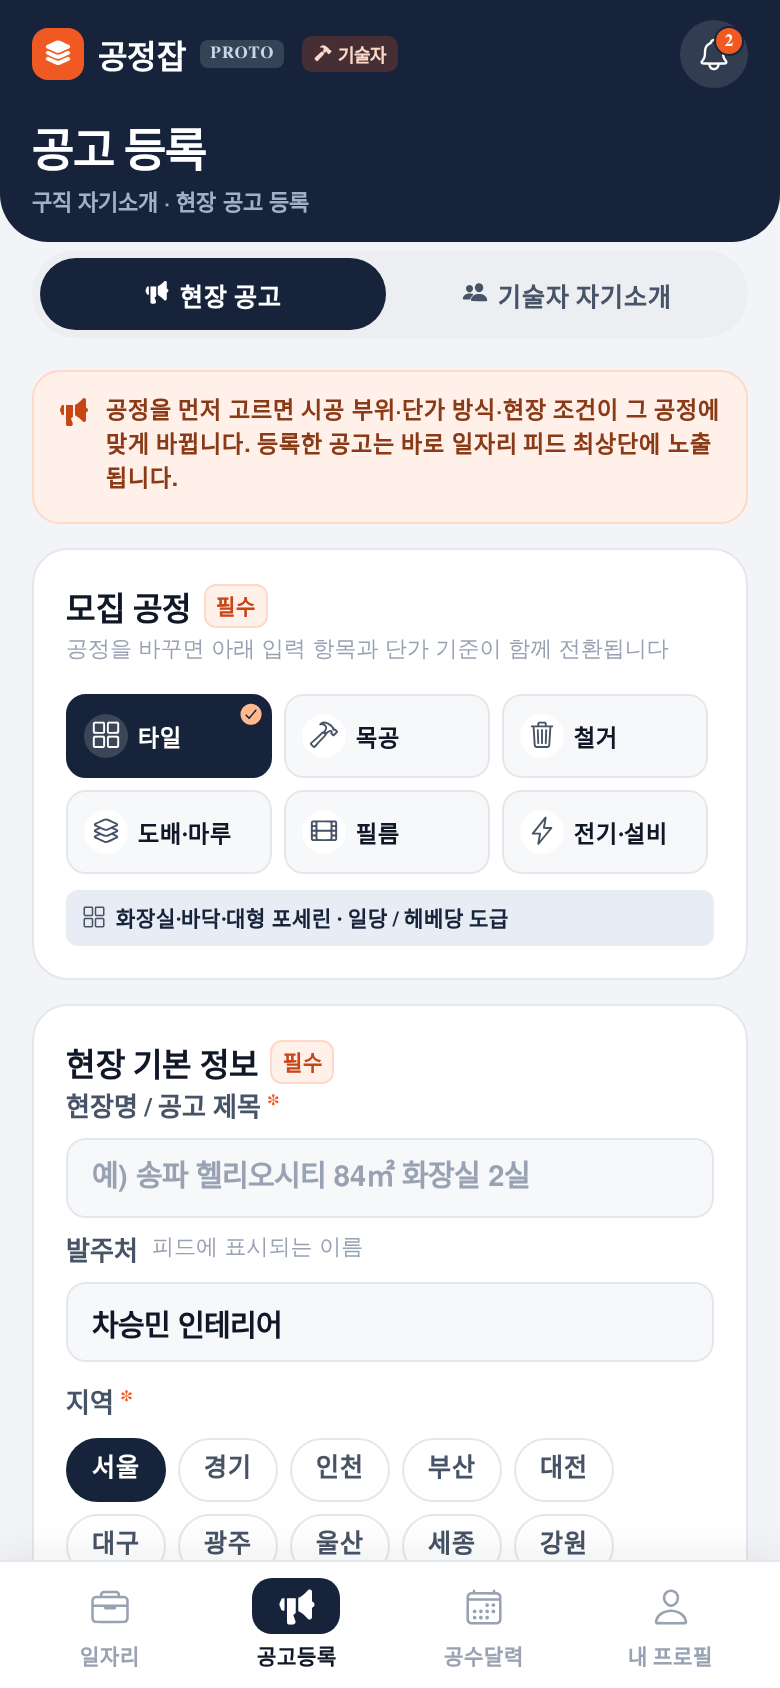 공정잡 PROTO 기술자 2
공고 등록
구직 자기소개 · 현장 공고 등록
현장 공고 기술자 자기소개
공정을 먼저 고르면 시공 부위·단가 방식·현장 조건이 그 공정에
맞게 바뀝니다. 등록한 공고는 바로 일자리 피드 최상단에 노출
됩니다.
모집 공정 필수
공정을 바꾸면 아래 입력 항목과 단가 기준이 함께 전환됩니다
타일 목공 철거
도배·마루 필름 전기·설비
화장실·바닥·대형 포세린 · 일당 / 헤베당 도급
현장 기본 정보 필수
현장명 / 공고 제목 *
예) 송파 헬리오시티 84㎡ 화장실 2실
발주처 피드에 표시되는 이름
차승민 인테리어
지역 *
서울 경기 인천 부산 대전
대구 광주 울산 세종 강원
일자리 공고등록 공수달력 내 프로필